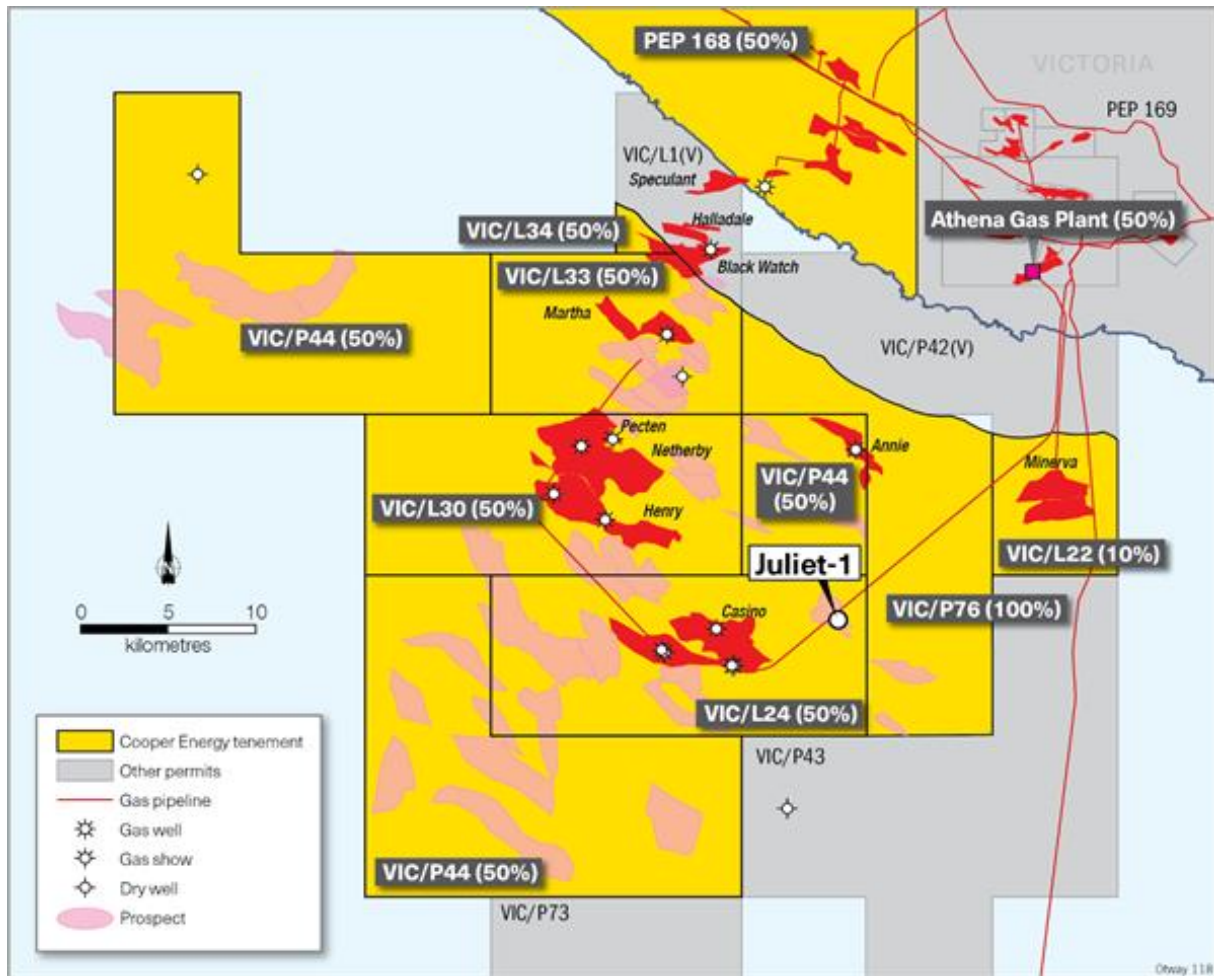 PEP 168 (50%)
VICTORIA
PEP 169
VIC/L1(V)
Speculant
Athena Gas Plant (50%)
Halladale
VIC/L34 (50%)
Black Watch
VIC/L33 (50%)
Martha
VIC/P44 (50%)
VIC/P42(V)
Pecten
Netherby
Annie
Minerva
VIC/P44
(50%)
VIC/L30 (50%)
Henry
VIC/L22 (10%)
Juliet-1
N
0 5 10
kilometres
Casino
VIC/P76 (100%)
VIC/L24 (50%)
VIC/P43
VIC/P44 (50%)
VIC/P73
Cooper Energy tenement
Other permits
Gas pipeline
Gas well
Gas show
Dry well
Prospect
Otway 118